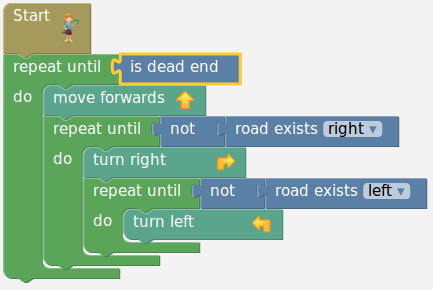 Start
repeat until is dead end
do move forwards
repeat until not road exists right
do turn right
repeat until not road exists left
do turn left